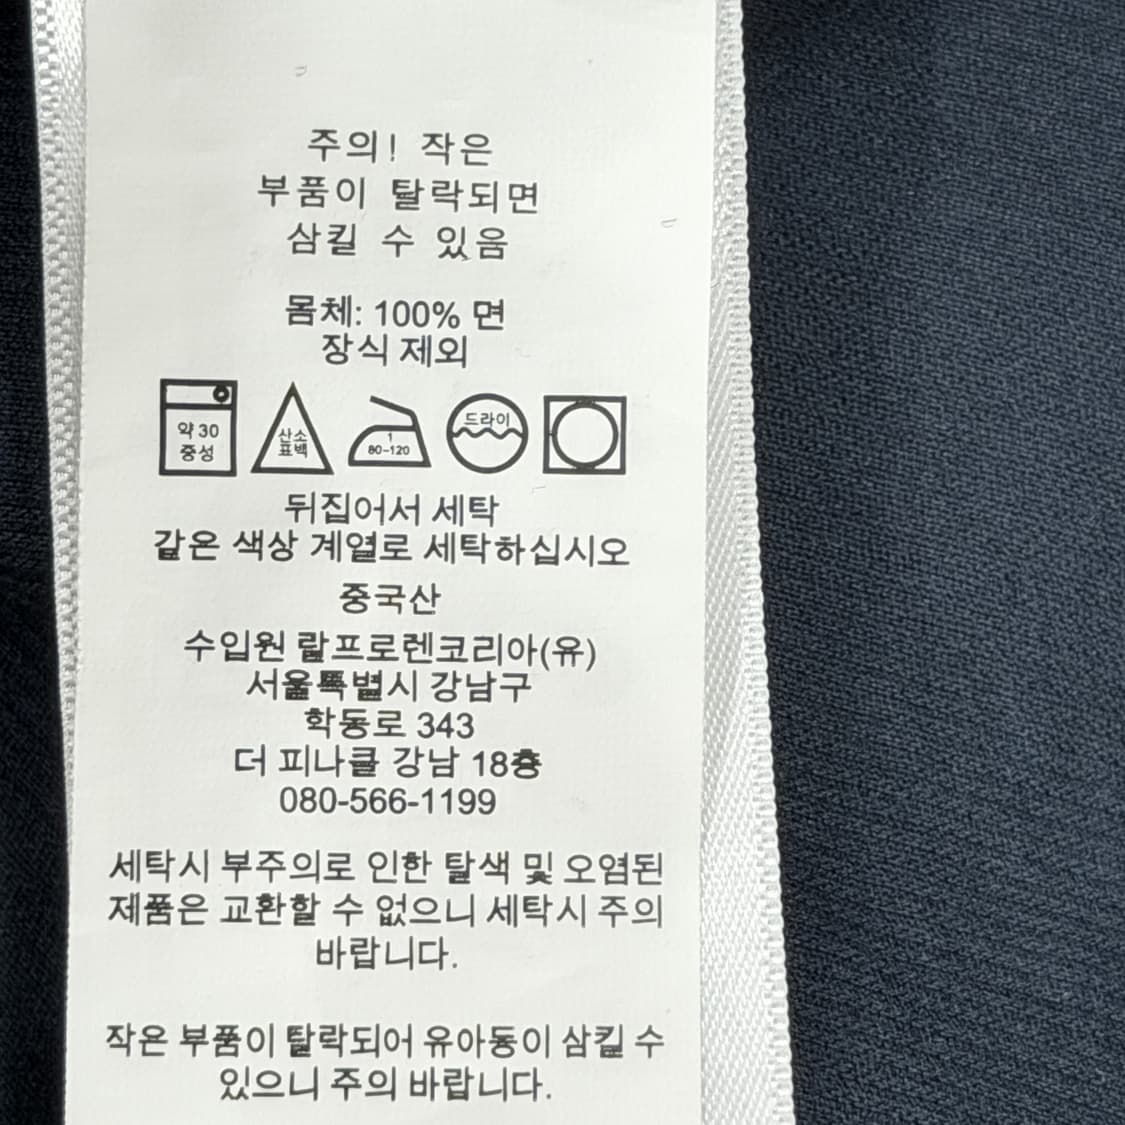 주의! 작은
부품이 탈락되면
삼킬 수 있음
몸체: 100% 면
장식 제외
약 30
중성
산소
표백
1
80-120
드라이
뒤집어서 세탁
같은 색상 계열로 세탁하십시오
중국산
수입원 랄프로렌코리아(유)
서울특별시 강남구
학동로 343
더 피나클 강남 18층
080-566-1199
세탁시 부주의로 인한 탈색 및 오염된
제품은 교환할 수 없으니 세탁시 주의
바랍니다.
작은 부품이 탈락되어 유아동이 삼킬 수
있으니 주의 바랍니다.